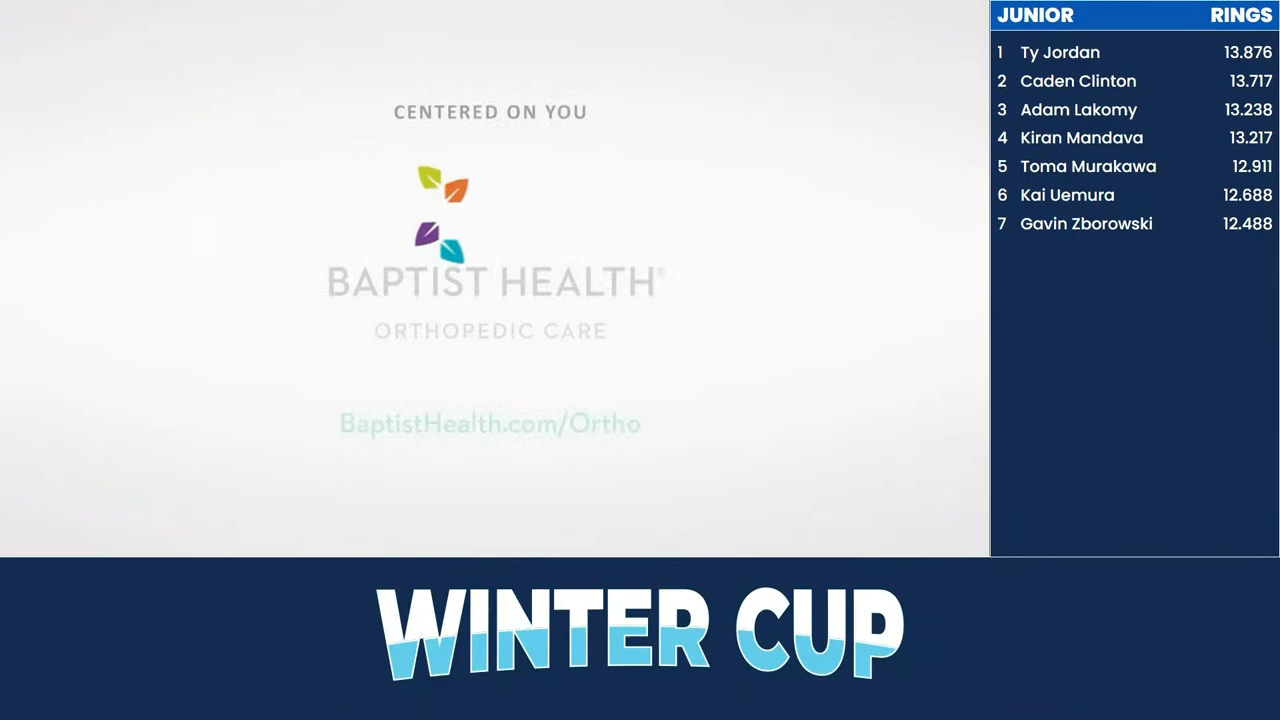 CENTERED ON YOU
BAPTIST HEALTH®
ORTHOPEDIC CARE
BaptistHealth.com/Ortho
JUNIOR RINGS
1 Ty Jordan 13.876
2 Caden Clinton 13.717
3 Adam Lakomy 13.238
4 Kiran Mandava 13.217
5 Toma Murakawa 12.911
6 Kai Uemura 12.688
7 Gavin Zborowski 12.488
WINTER CUP